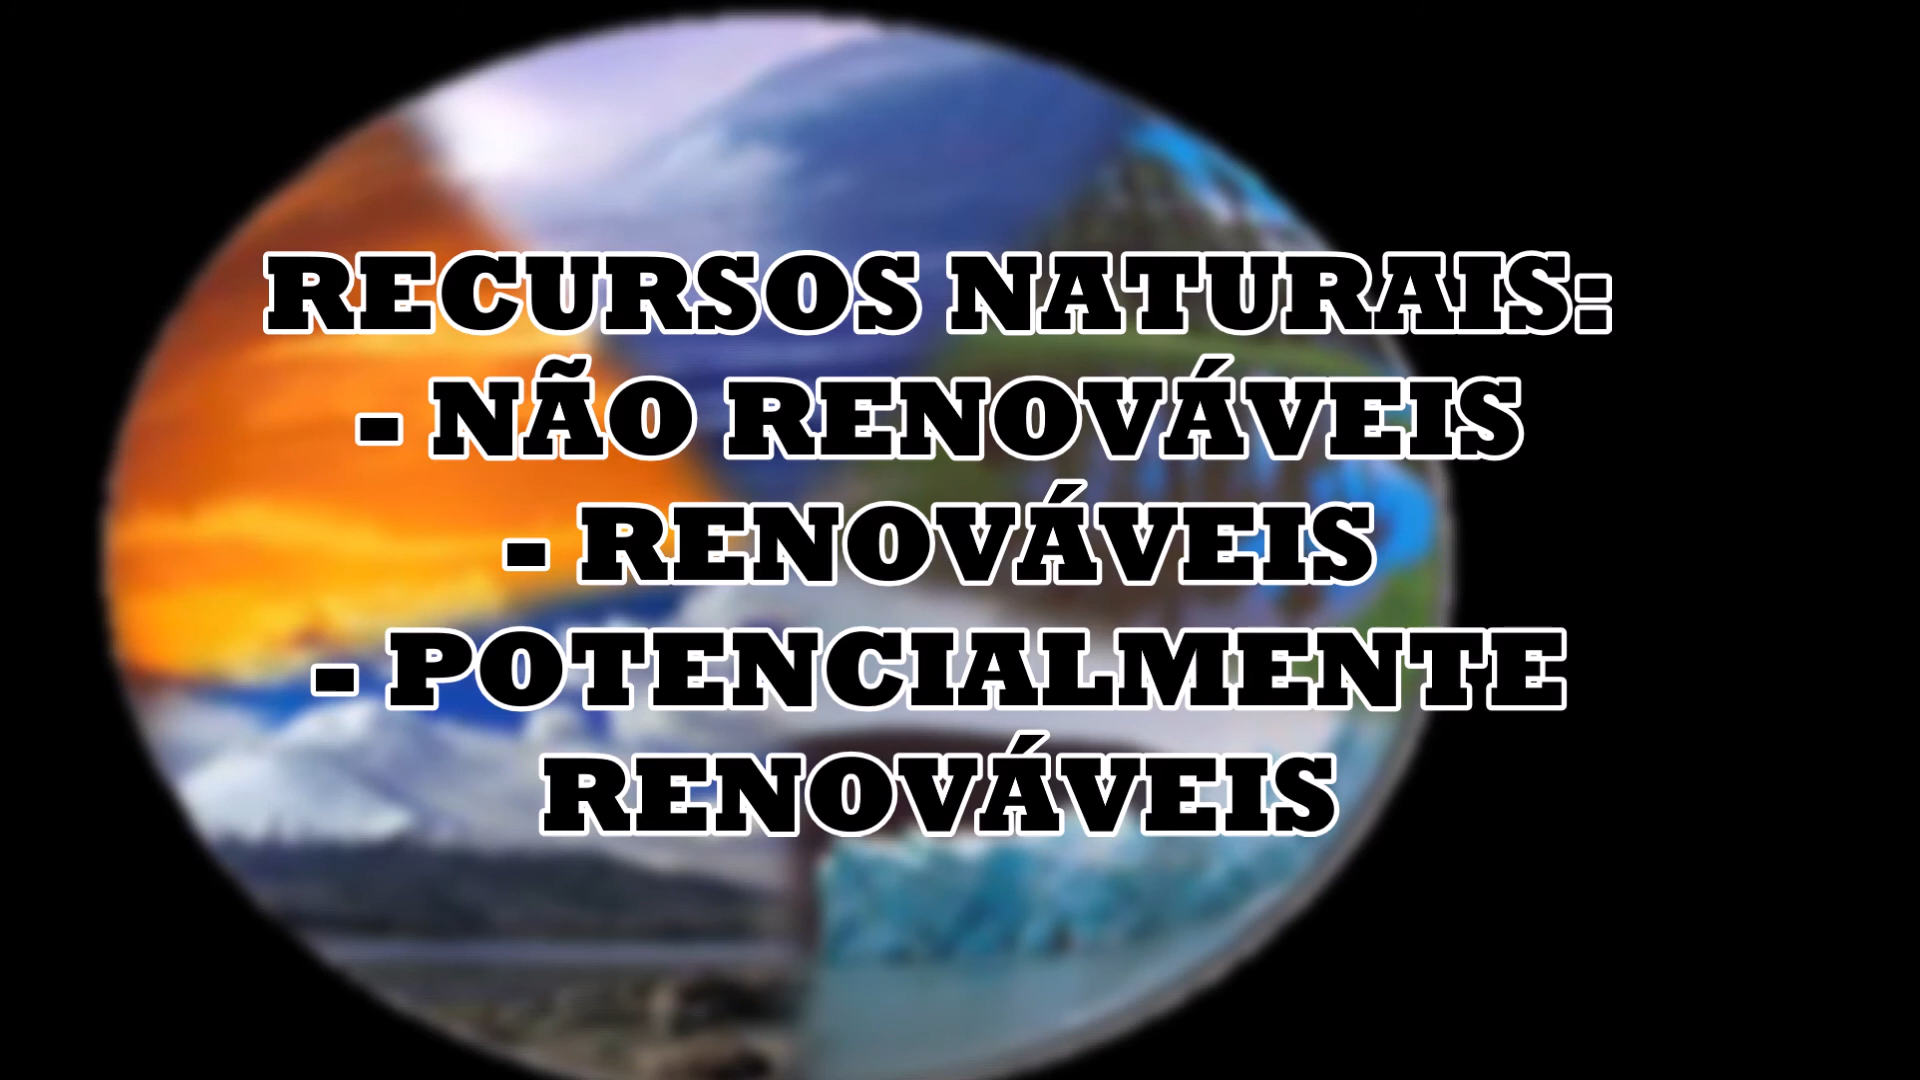 RECURSOS NATURAIS:
- NÃO RENOVÁVEIS
- RENOVÁVEIS
- POTENCIALMENTE
RENOVÁVEIS